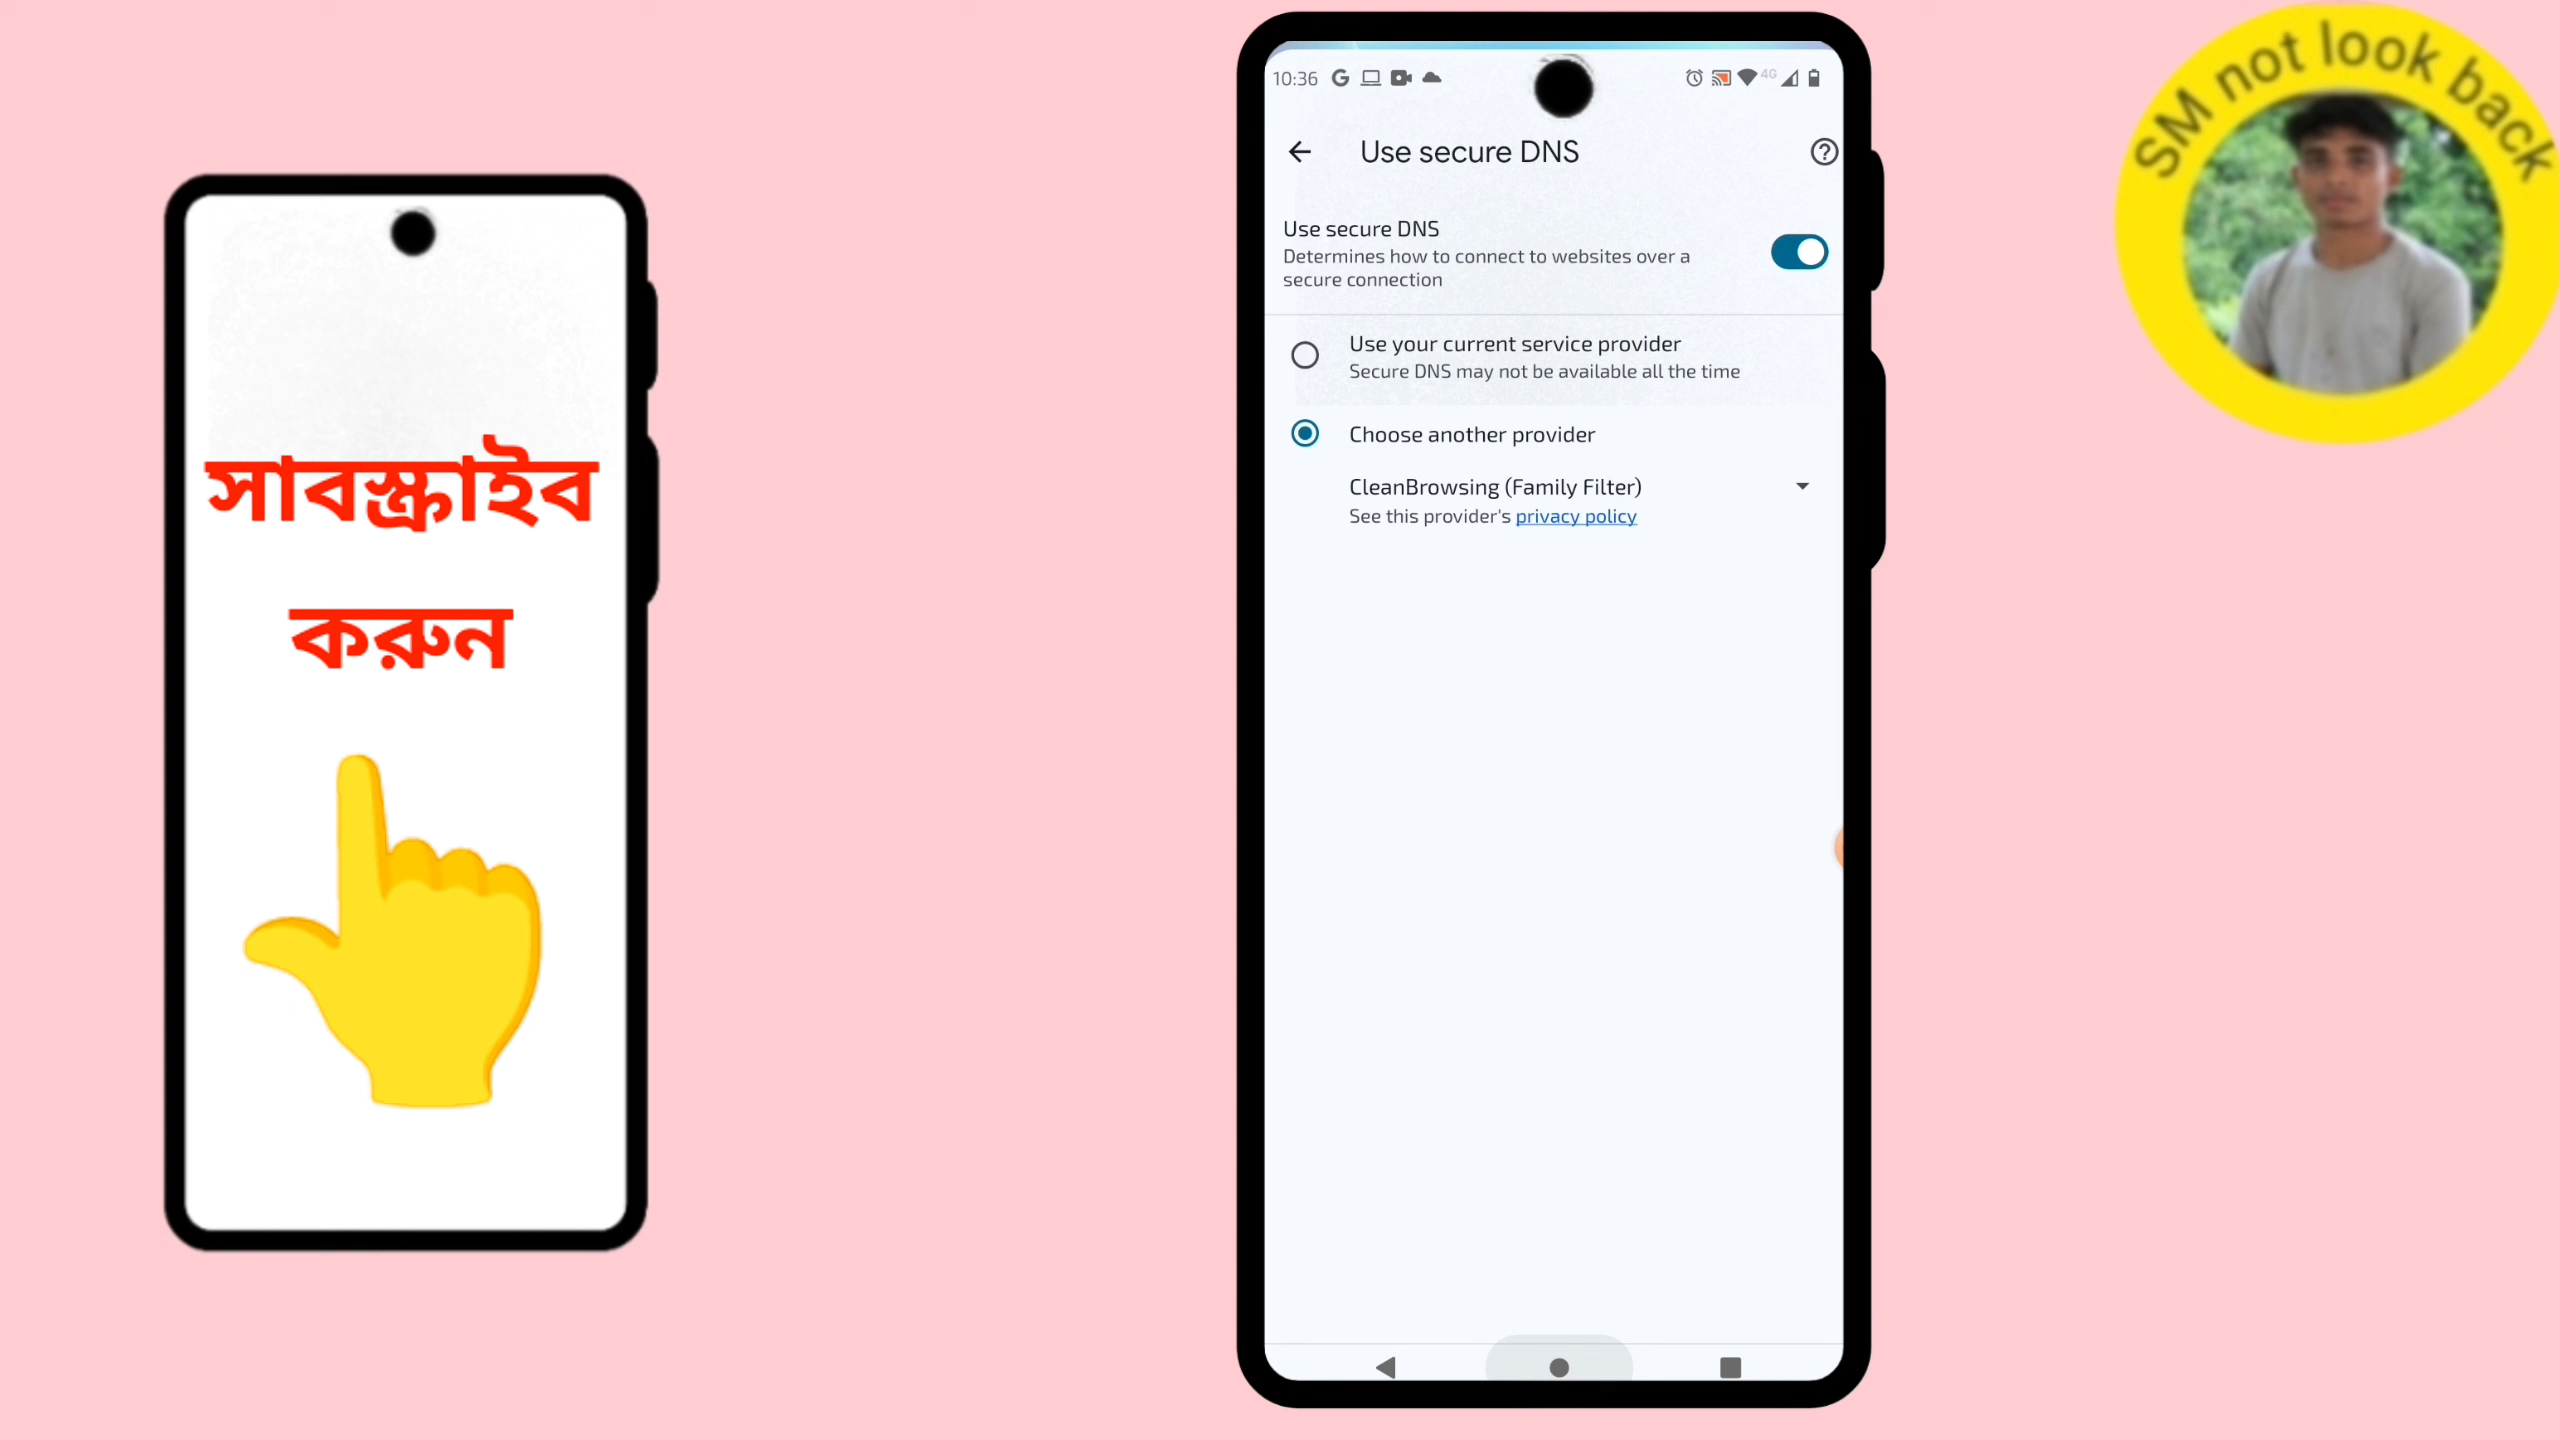 সাবস্ক্রাইব
করুন
10:36
4G
Use secure DNS
Use secure DNS
Determines how to connect to websites over a
secure connection
Use your current service provider
Secure DNS may not be available all the time
Choose another provider
CleanBrowsing (Family Filter)
See this provider's privacy policy
SM not look back